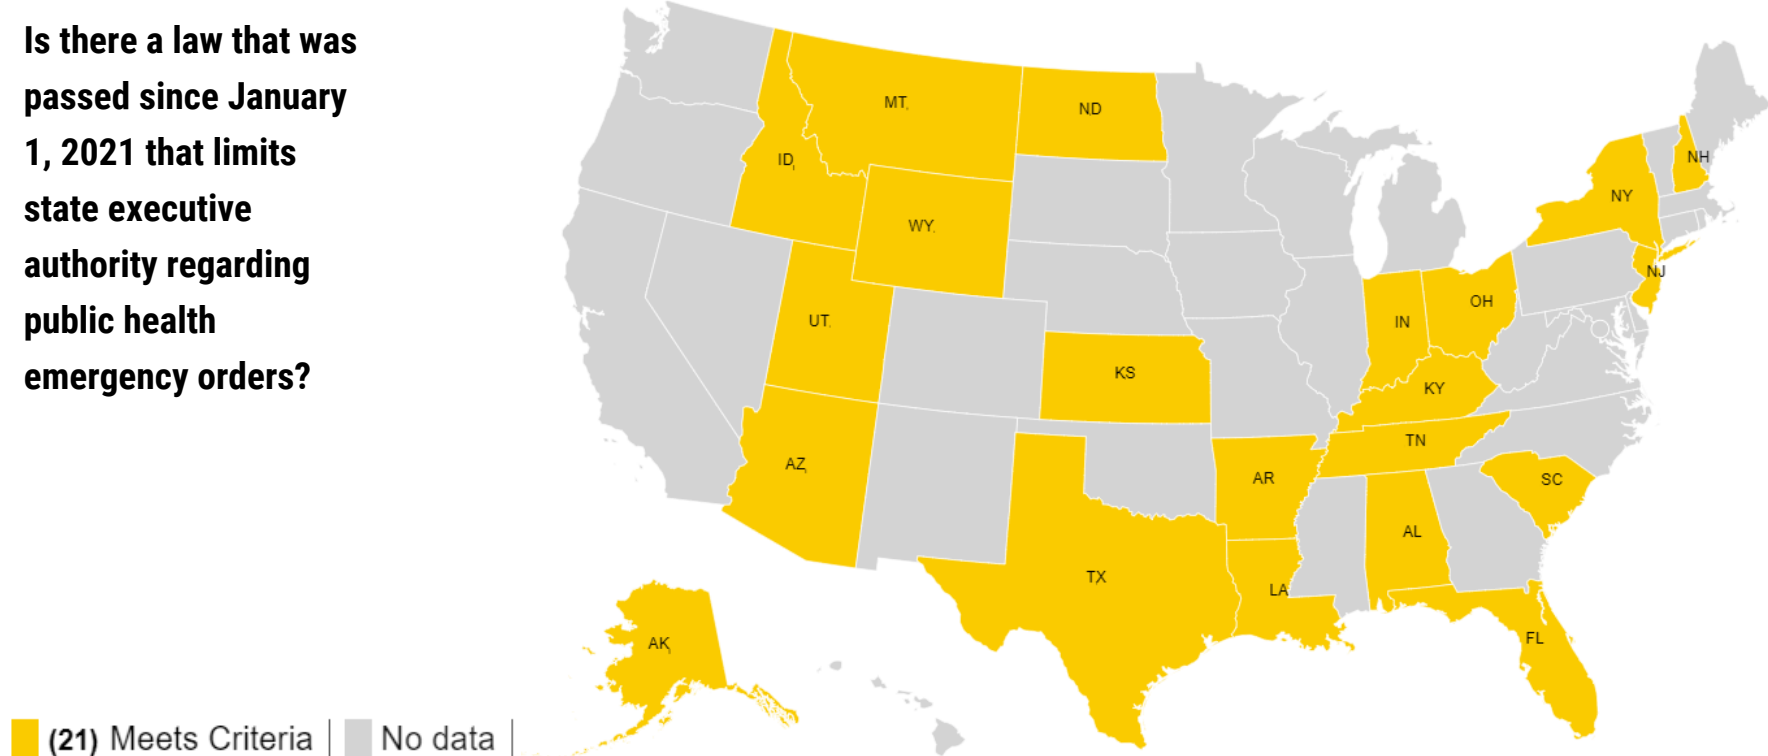 Is there a law that was
passed since January
1, 2021 that limits
state executive
authority regarding
public health
emergency orders?
MT
ND
ID
NH
NY
WY
NJ
OH
UT
IN
KS
KY
TN
AZ
AR
SC
AL
TX
LA
FL
AK
(21) Meets Criteria
No data